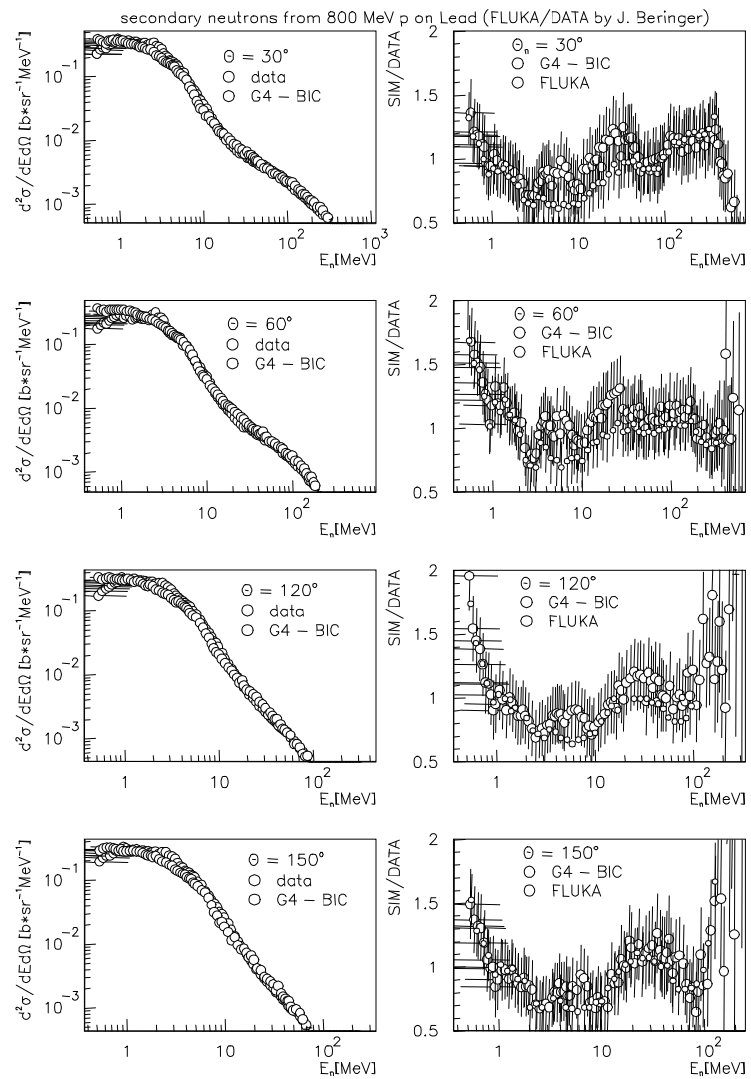 secondary neutrons from 800 MeV p on Lead (FLUKA/DATA by J. Beringer)
d²σ/dEdΩ [b*sr⁻¹MeV⁻¹]
10⁻¹
10⁻²
10⁻³
Θ = 30°
data
G4 – BIC
1
10
10²
10³
Eₙ[MeV]
SIM/DATA
2
1.5
1
0.5
Θₙ = 30°
G4 – BIC
FLUKA
1
10
10²
Eₙ[MeV]
d²σ/dEdΩ [b*sr⁻¹MeV⁻¹]
10⁻¹
10⁻²
10⁻³
Θ = 60°
data
G4 – BIC
1
10
10²
Eₙ[MeV]
SIM/DATA
2
1.5
1
0.5
Θ = 60°
G4 – BIC
FLUKA
1
10
10²
Eₙ[MeV]
d²σ/dEdΩ [b*sr⁻¹MeV⁻¹]
10⁻¹
10⁻²
10⁻³
Θ = 120°
data
G4 – BIC
1
10
10²
Eₙ[MeV]
SIM/DATA
2
1.5
1
0.5
Θ = 120°
G4 – BIC
FLUKA
1
10
10²
Eₙ[MeV]
d²σ/dEdΩ [b*sr⁻¹MeV⁻¹]
10⁻¹
10⁻²
10⁻³
Θ = 150°
data
G4 – BIC
1
10
10²
Eₙ[MeV]
SIM/DATA
2
1.5
1
0.5
Θ = 150°
G4 – BIC
FLUKA
1
10
10²
Eₙ[MeV]